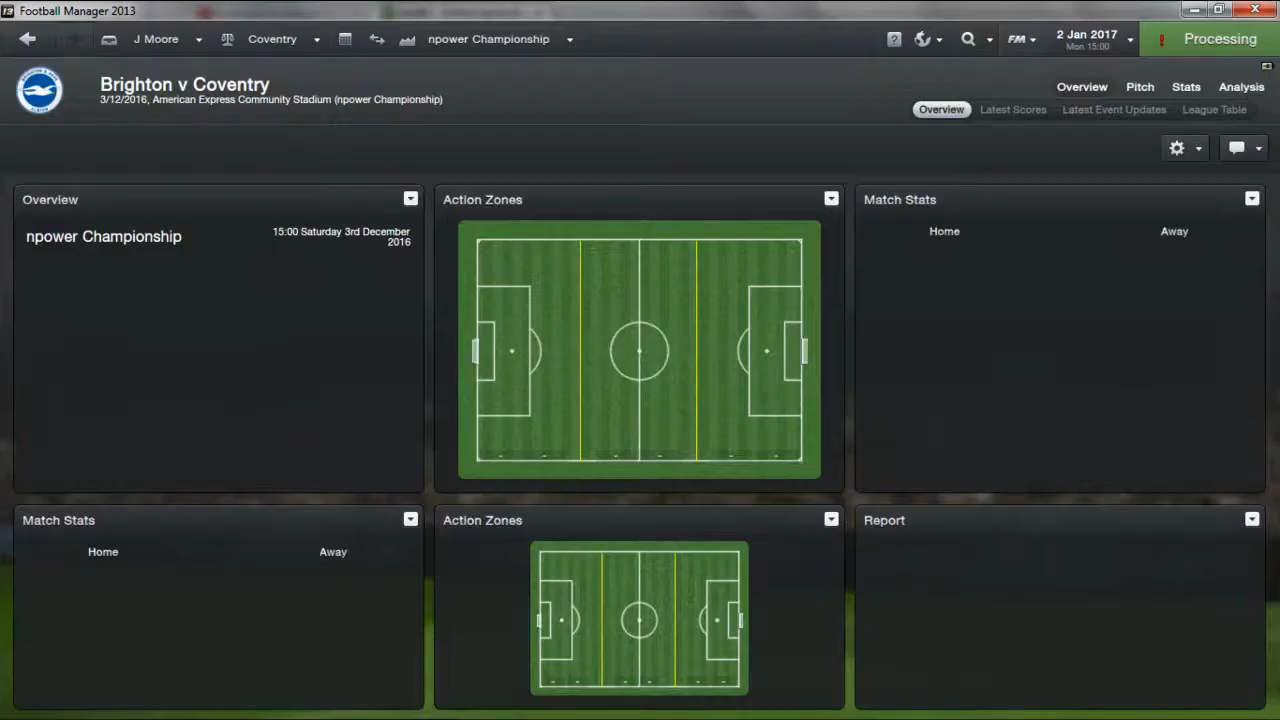 Football Manager 2013
J Moore
Coventry
npower Championship
FM
2 Jan 2017
Mon 15:00
Processing
Brighton v Coventry
3/12/2016, American Express Community Stadium (npower Championship)
Overview Pitch Stats Analysis
Overview Latest Scores Latest Event Updates League Table
Overview
npower Championship
15:00 Saturday 3rd December
2016
Action Zones
Match Stats
Home Away
Match Stats
Home Away
Action Zones
Report